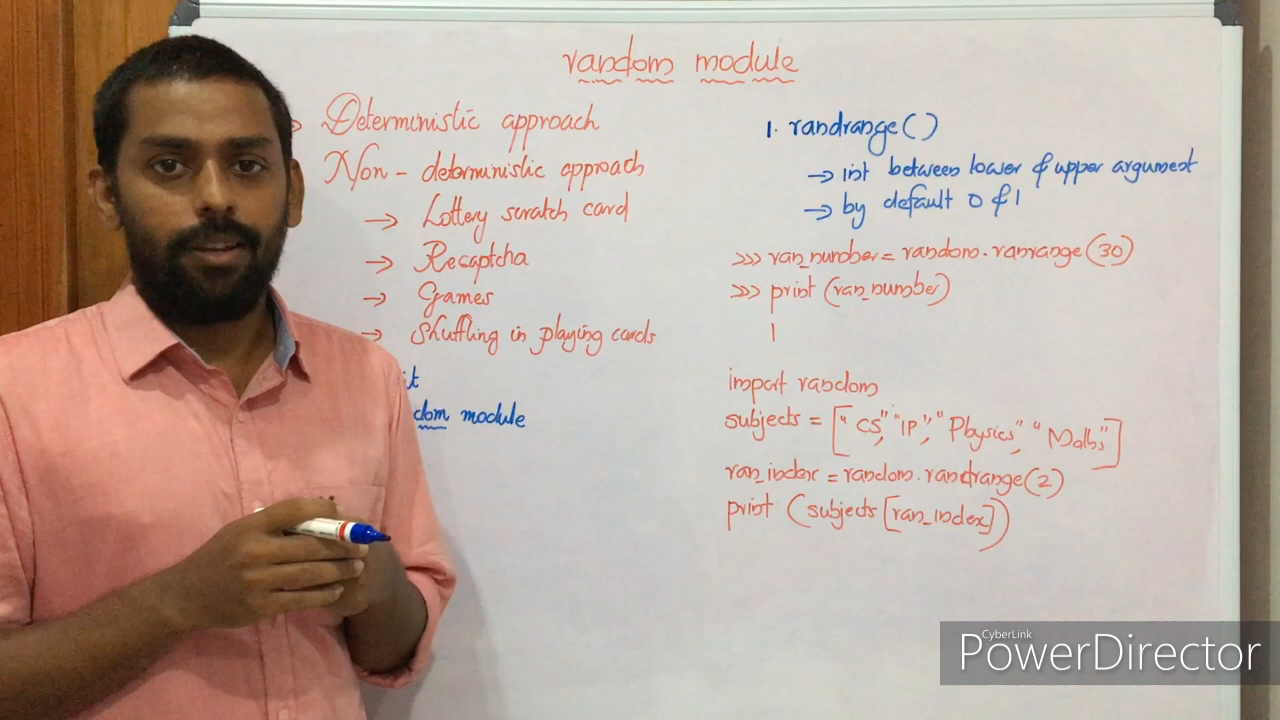 random module
Deterministic approach
Non - deterministic approach
→ Lottery scratch card
→ Recaptcha
→ Games
→ Shuffling in playing cards
it
dom module
1. randrange()
→ int between lower & upper argument
→ by default 0 & 1
>>> ran_number = random.ranrange(30)
>>> print (ran_number)
1
import random
subjects = ["CS", "IP", "Physics", "Maths"]
ran_index = random.randrange(2)
print (subjects[ran_index])
CyberLink
PowerDirector